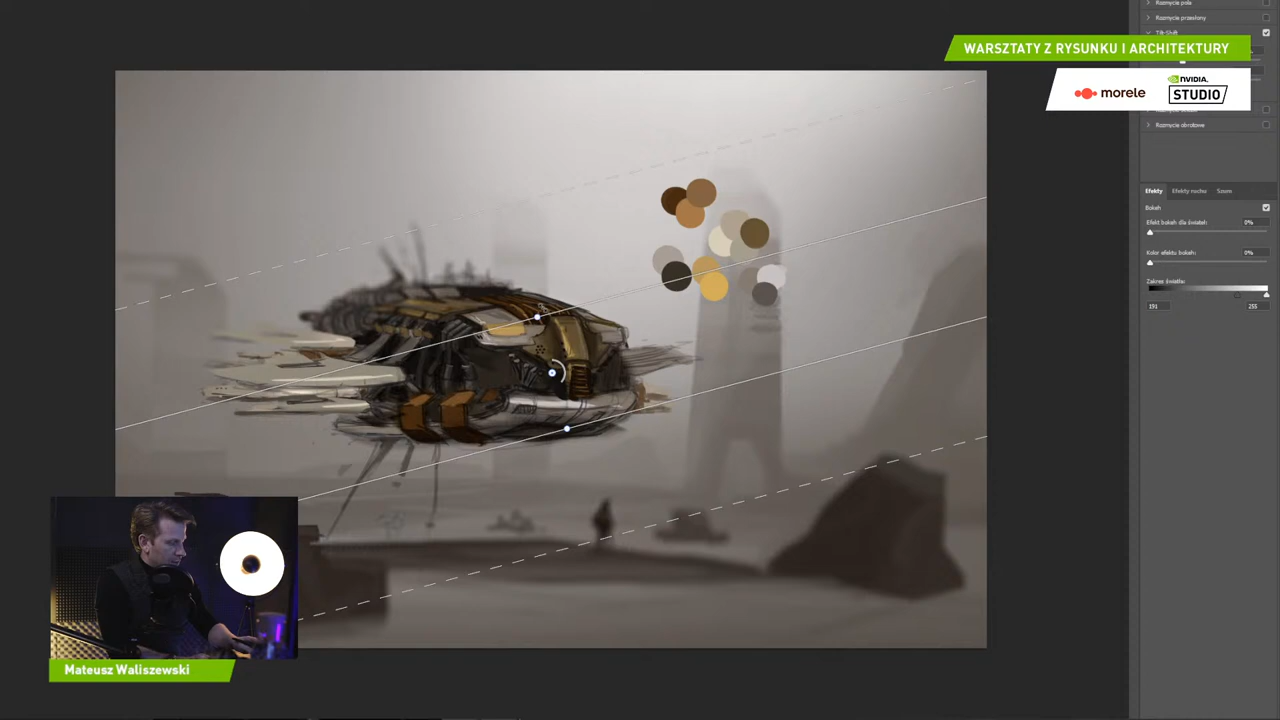 Rozmycie pola
Rozmycie przesłony
Tilt-Shift
WARSZTATY Z RYSUNKU I ARCHITEKTURY
morele
NVIDIA.
STUDIO
Rozmycie obrotowe
Efekty
Efekty ruchu
Szum
Bokeh
Efekt bokeh dla świateł:
0%
Kolor efektu bokeh:
0%
Zakres światła:
191
255
Mateusz Waliszewski